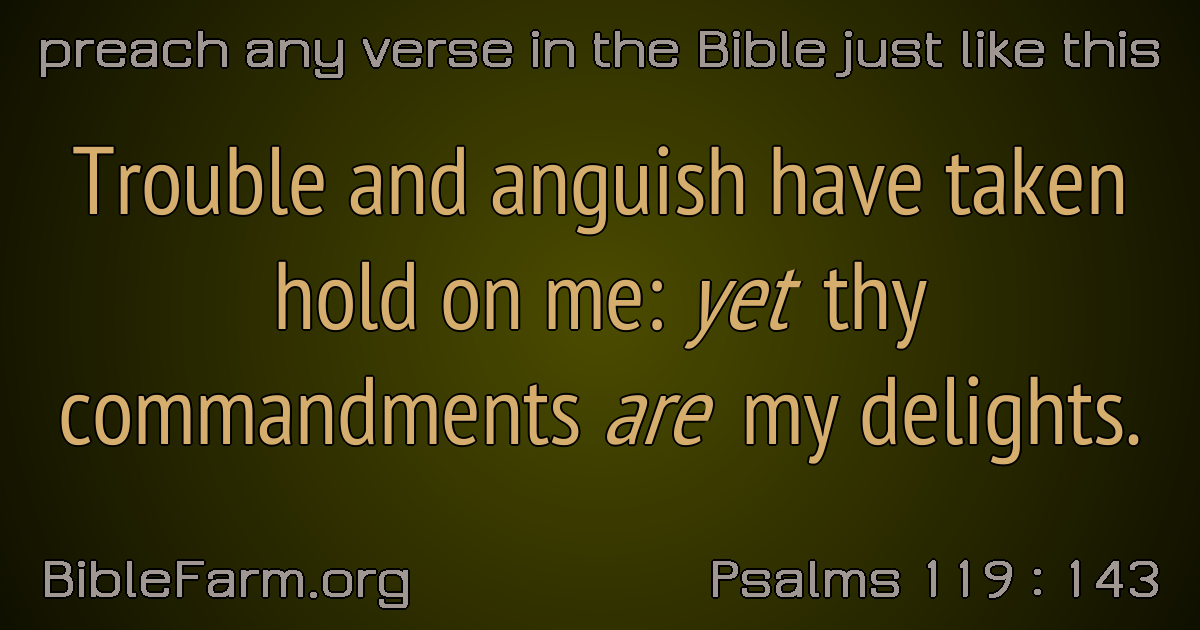 preach any verse in the Bible just like this
Trouble and anguish have taken
hold on me: yet thy
commandments are my delights.
BibleFarm.org
Psalms 119 : 143